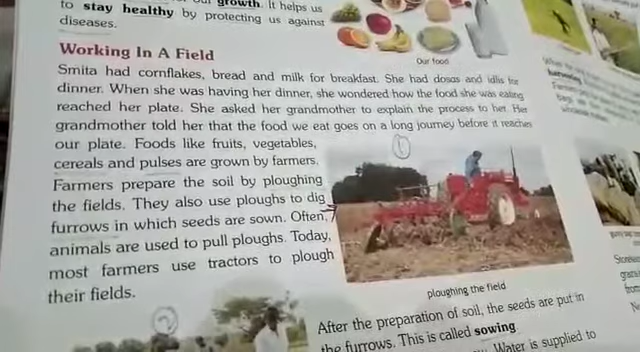 growth. It helps us
to stay healthy by protecting us against
diseases.
Our food
Working In A Field
Smita had cornflakes, bread and milk for breakfast. She had dosas and idlis for
dinner. When she was having her dinner, she wondered how the food she was eating
reached her plate. She asked her grandmother to explain the process to her. Her
grandmother told her that the food we eat goes on a long journey before it reaches
our plate. Foods like fruits, vegetables,
cereals and pulses are grown by farmers.
Farmers prepare the soil by ploughing
the fields. They also use ploughs to dig
furrows in which seeds are sown. Often,
animals are used to pull ploughs. Today,
most farmers use tractors to plough
their fields.
1
ploughing the field
2
After the preparation of soil, the seeds are put in
the furrows. This is called sowing
Water is supplied to